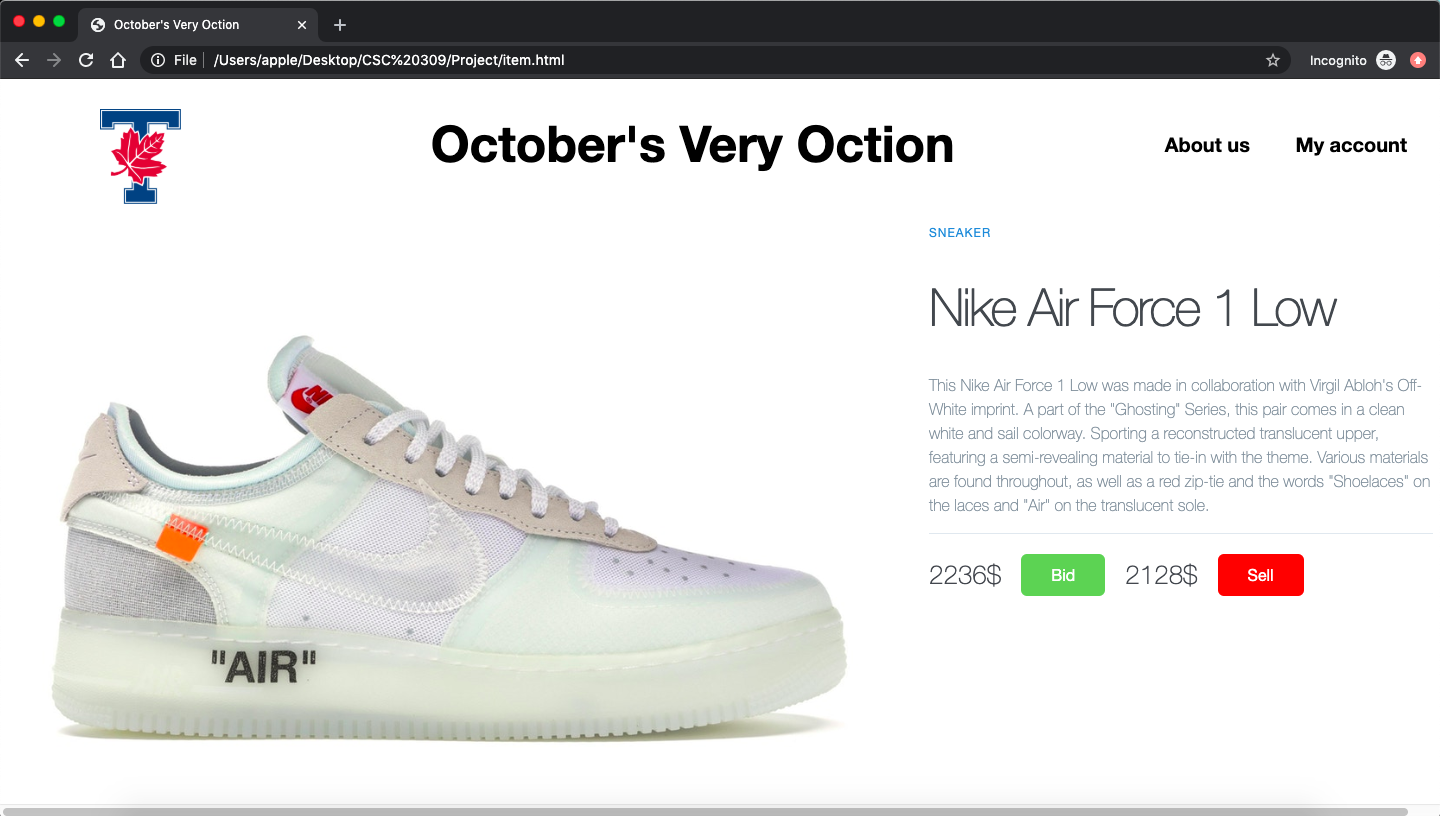 October's Very Oction
File
/Users/apple/Desktop/CSC%20309/Project/item.html
Incognito
T
October's Very Oction
About us
My account
SNEAKER
Nike Air Force 1 Low
This Nike Air Force 1 Low was made in collaboration with Virgil Abloh's Off-
White imprint. A part of the "Ghosting" Series, this pair comes in a clean
white and sail colorway. Sporting a reconstructed translucent upper,
featuring a semi-revealing material to tie-in with the theme. Various materials
are found throughout, as well as a red zip-tie and the words "Shoelaces" on
the laces and "Air" on the translucent sole.
2236$ Bid 2128$ Sell
"AIR"